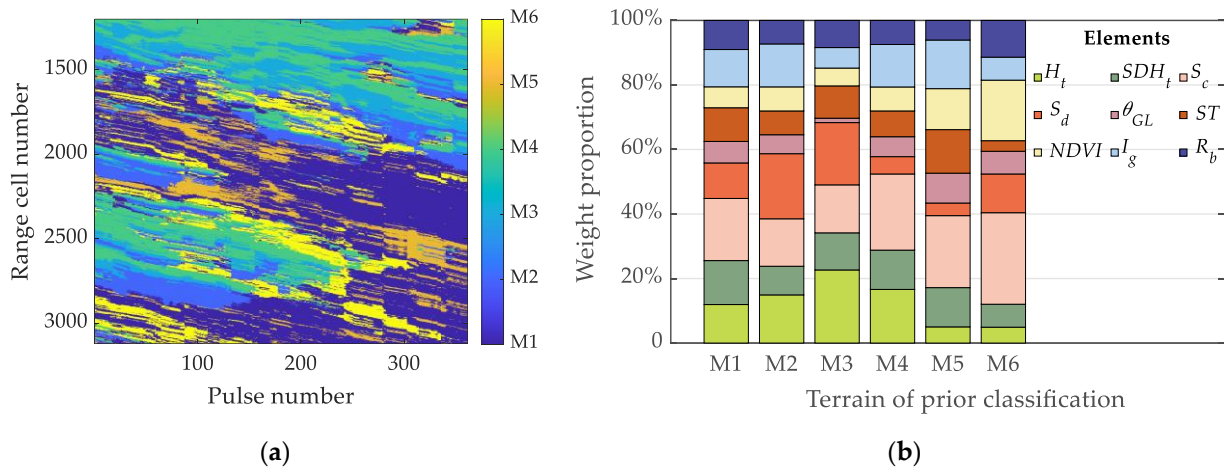 M6
M5
M4
M3
M2
M1
1500
2000
2500
3000
Range cell number
100 200 300
Pulse number
(a)
100%
80%
60%
40%
20%
0
Weight proportion
Elements
H_t SDH_t S_c
S_d θ_GL ST
NDVI I_g R_b
M1 M2 M3 M4 M5 M6
Terrain of prior classification
(b)